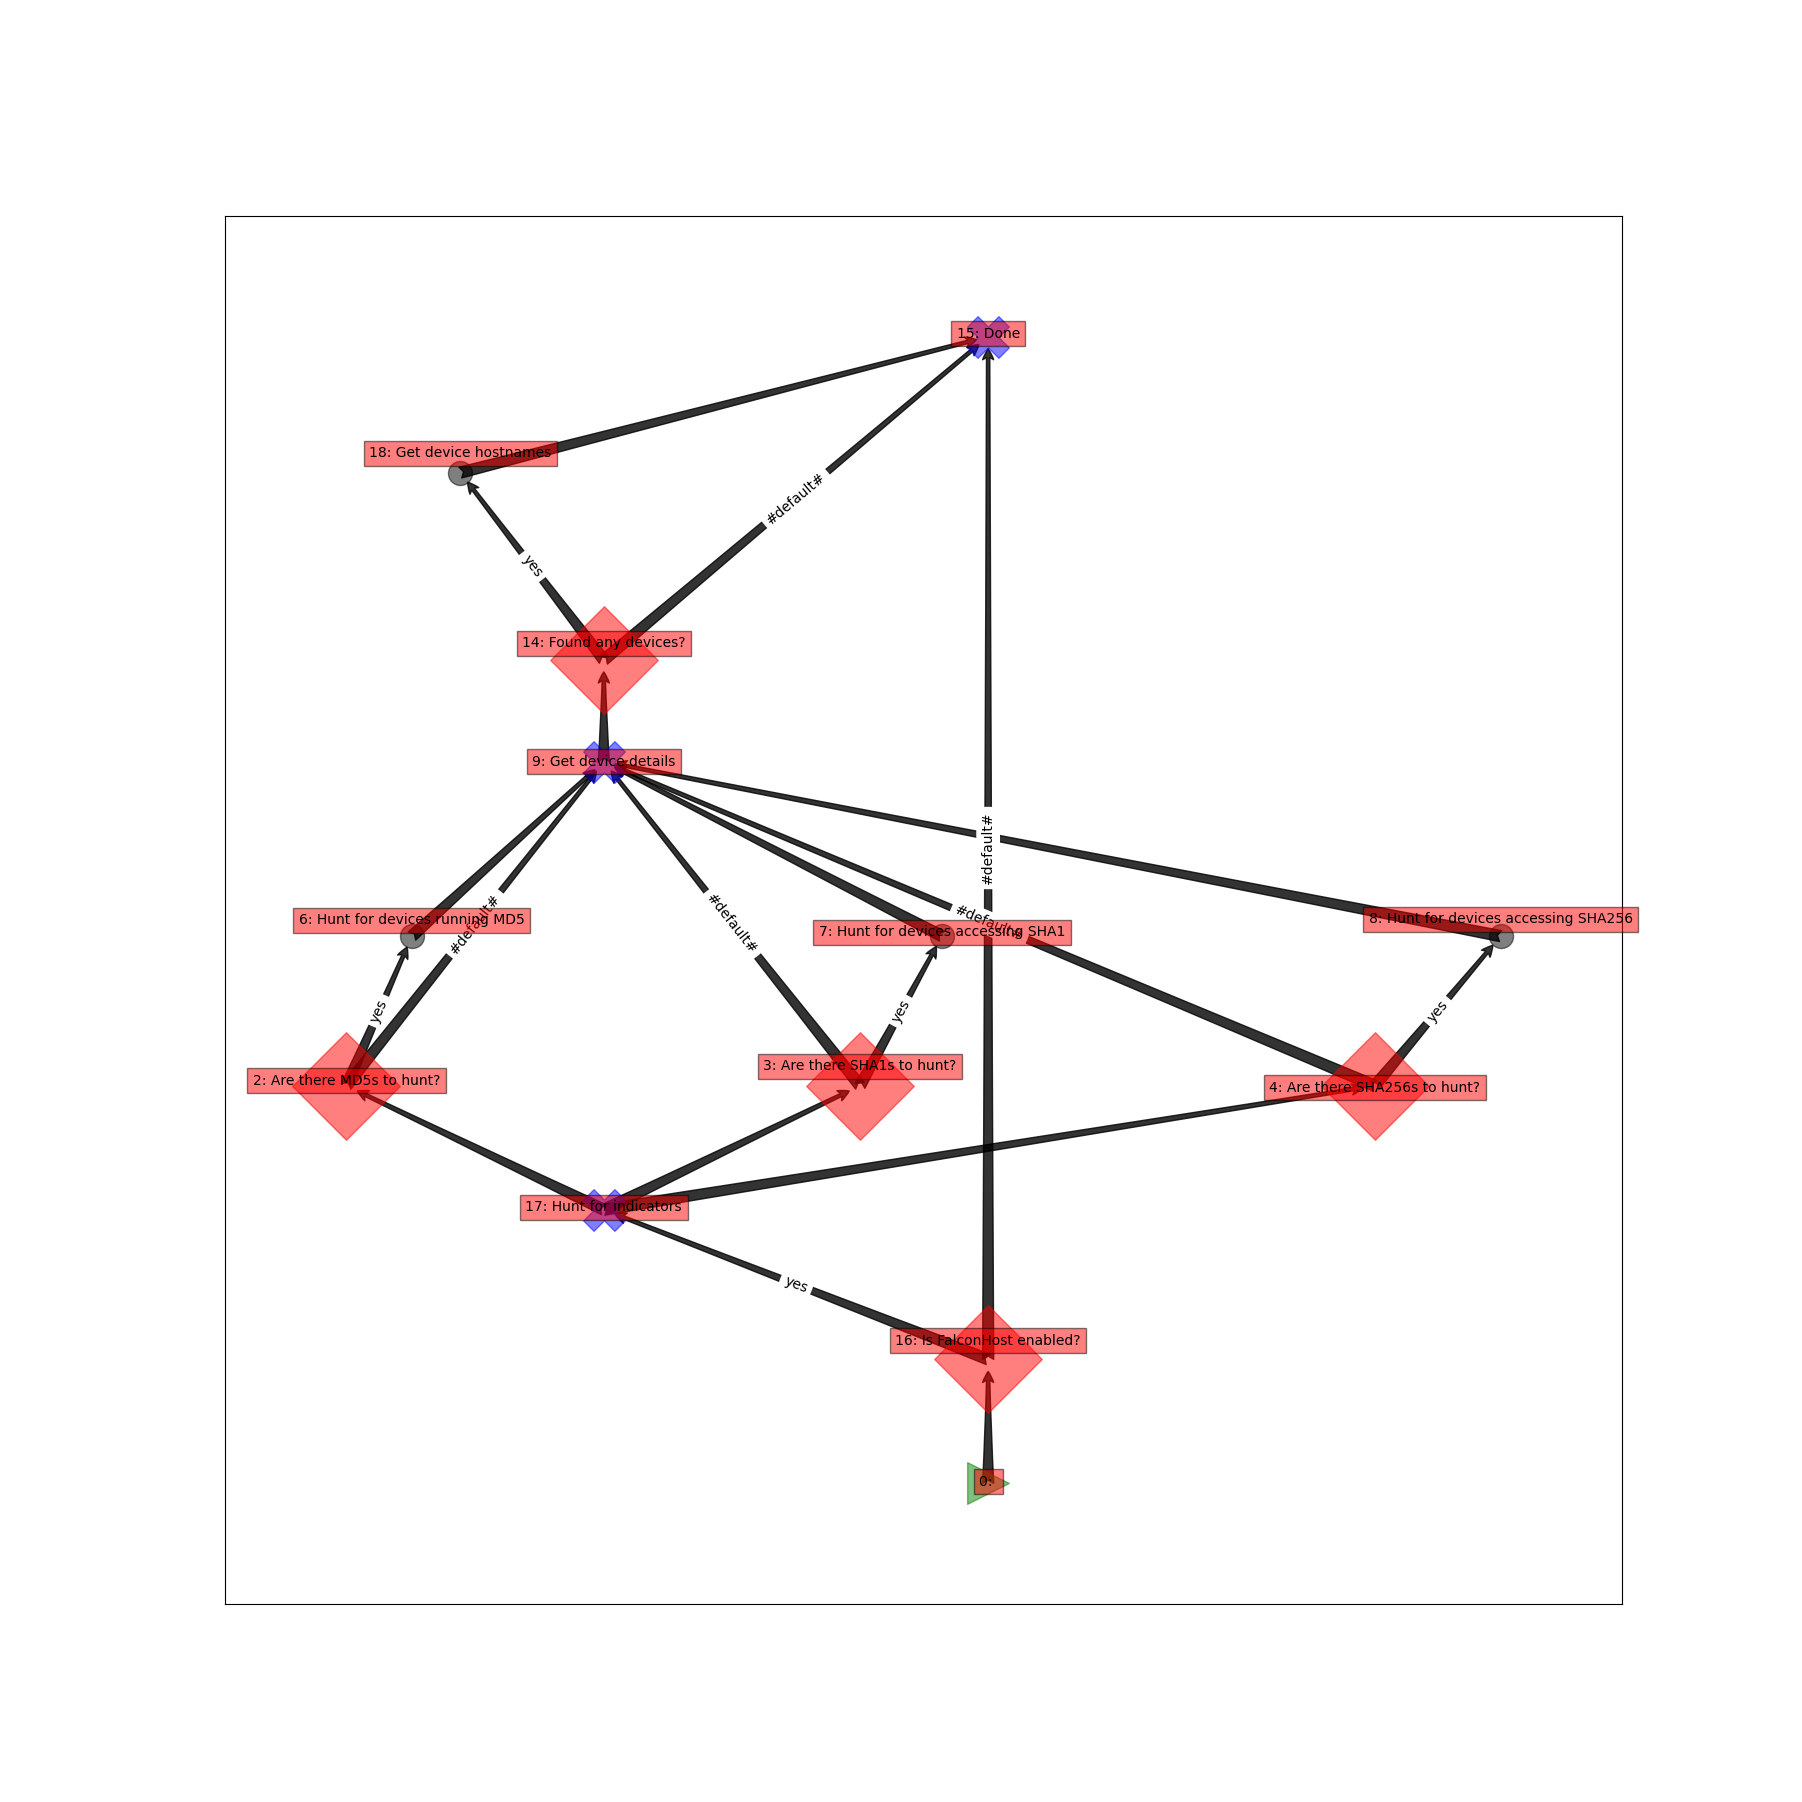 15: Done
18: Get device hostnames
#default#
yes
14: Found any devices?
9: Get device details
#default#
6: Hunt for devices running MD5
#default#
#default#
#default#
7: Hunt for devices accessing SHA1
8: Hunt for devices accessing SHA256
yes
yes
yes
2: Are there MD5s to hunt?
3: Are there SHA1s to hunt?
4: Are there SHA256s to hunt?
17: Hunt for indicators
yes
16: Is FalconHost enabled?
0: